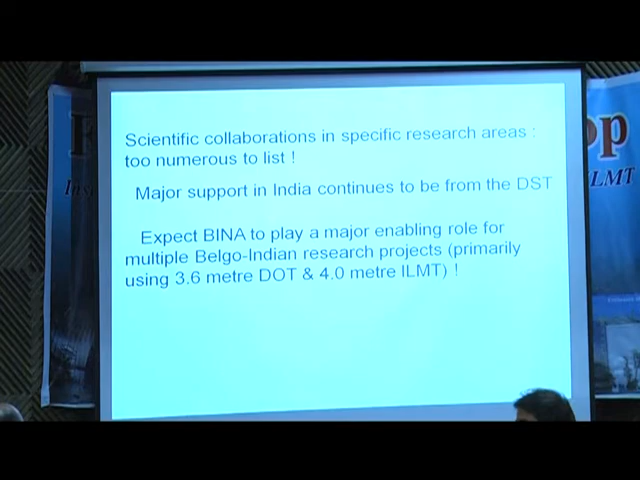 Scientific collaborations in specific research areas :
too numerous to list !
Major support in India continues to be from the DST
Expect BINA to play a major enabling role for
multiple Belgo-Indian research projects (primarily
using 3.6 metre DOT & 4.0 metre ILMT) !
op
ILMT)